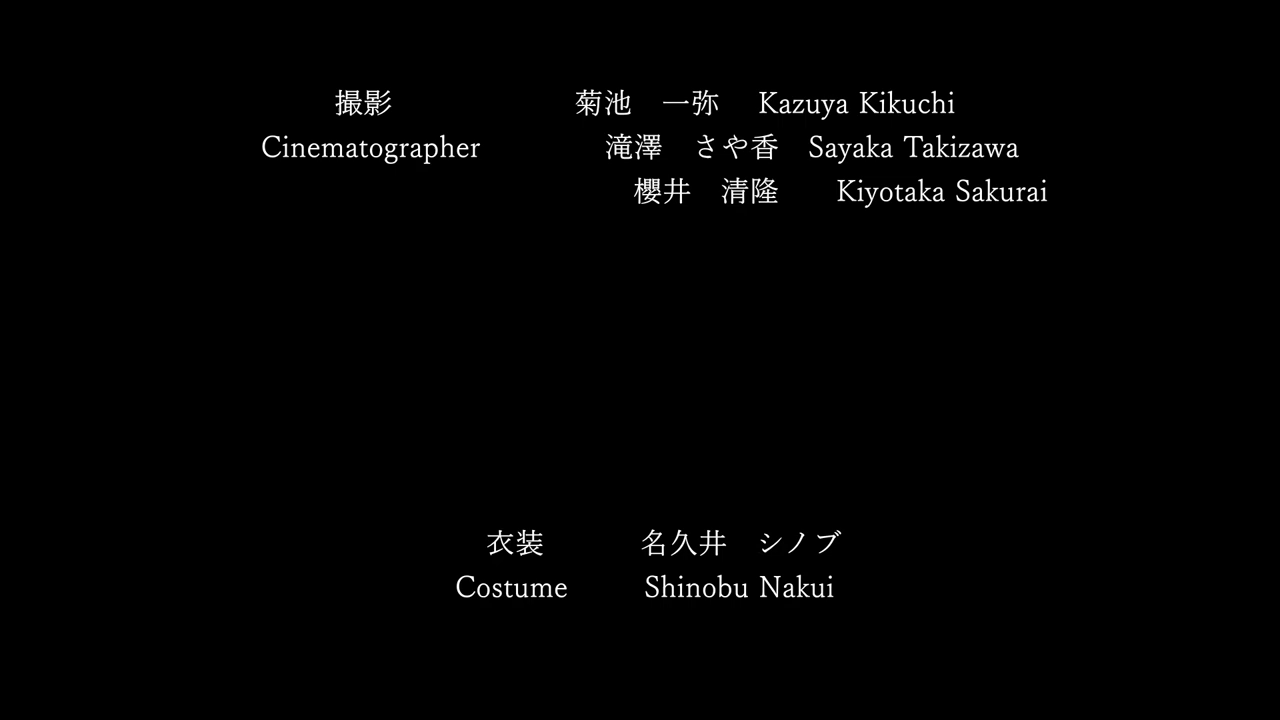 撮影　菊池　一弥　Kazuya Kikuchi
Cinematographer　滝澤　さや香　Sayaka Takizawa
櫻井　清隆　Kiyotaka Sakurai
衣装　名久井　シノブ
Costume　Shinobu Nakui